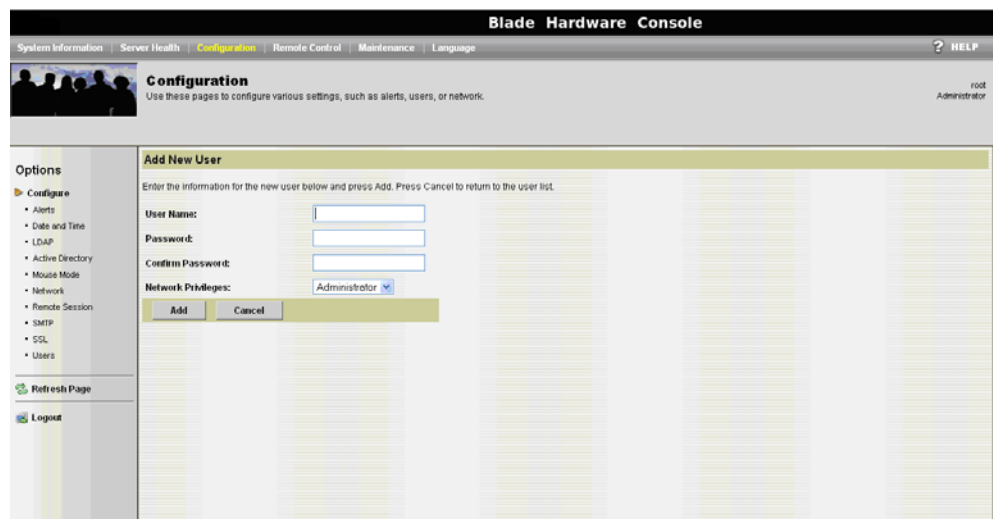 Blade Hardware Console
System Information | Server Health | Configuration | Remote Control | Maintenance | Language
? HELP
Configuration
Use these pages to configure various settings, such as alerts, users, or network.
root
Administrator
Options
Configure
• Alerts
• Date and Time
• LDAP
• Active Directory
• Mouse Mode
• Network
• Remote Session
• SMTP
• SSL
• Users
Refresh Page
Logout
Add New User
Enter the information for the new user below and press Add. Press Cancel to return to the user list.
User Name:
Password:
Confirm Password:
Network Privileges: Administrator
Add Cancel